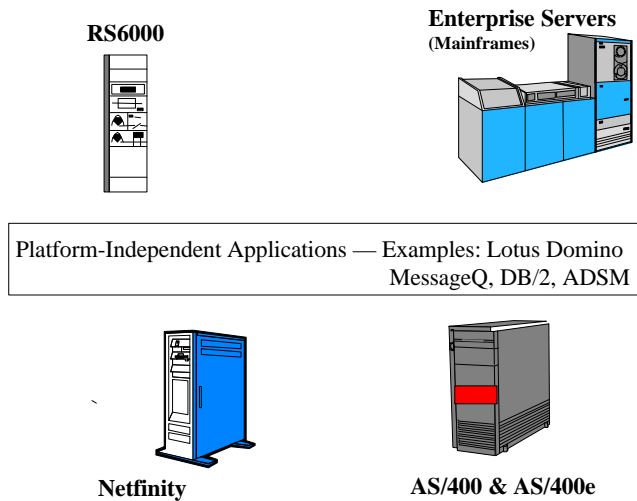 RS6000
Enterprise Servers
(Mainframes)
Platform-Independent Applications — Examples: Lotus Domino
MessageQ, DB/2, ADSM
Netfinity
AS/400 & AS/400e